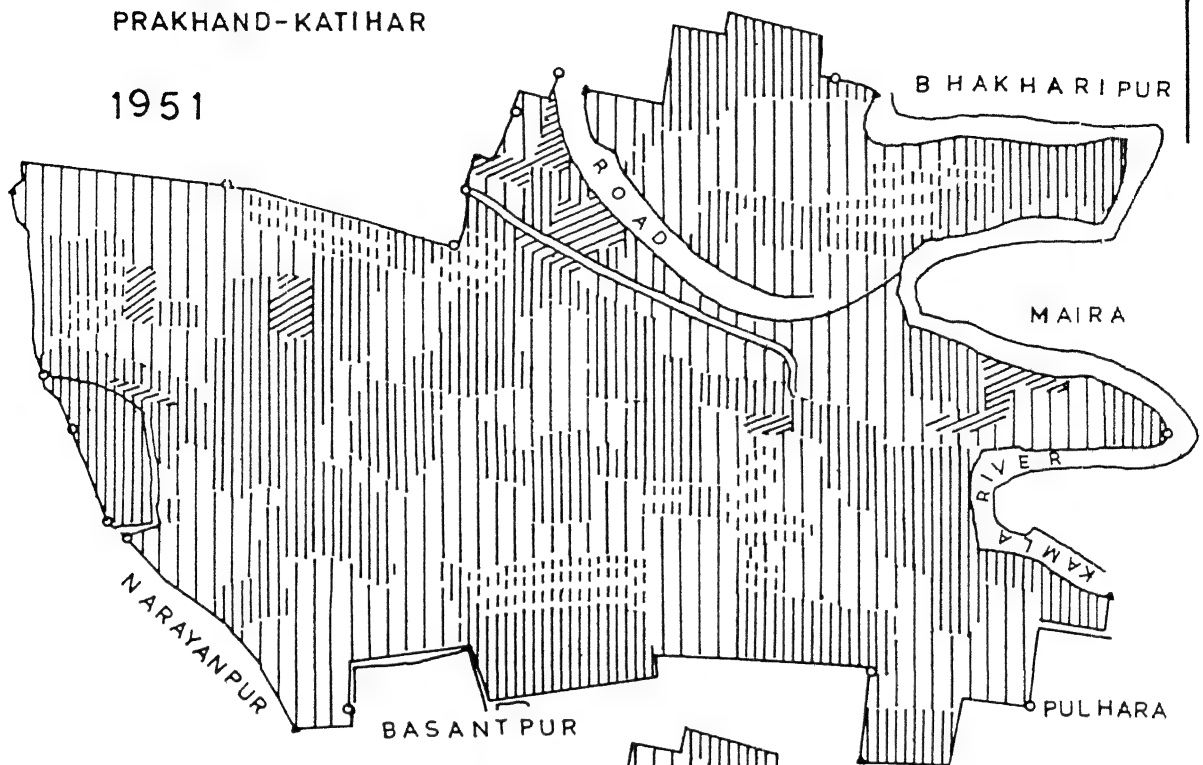 PRAKHAND-KATIHAR
1951
BHAKHARIPUR
ROAD
MAIRA
RIVER
KAMLA
NARAYANPUR
BASANTPUR
PULHARA